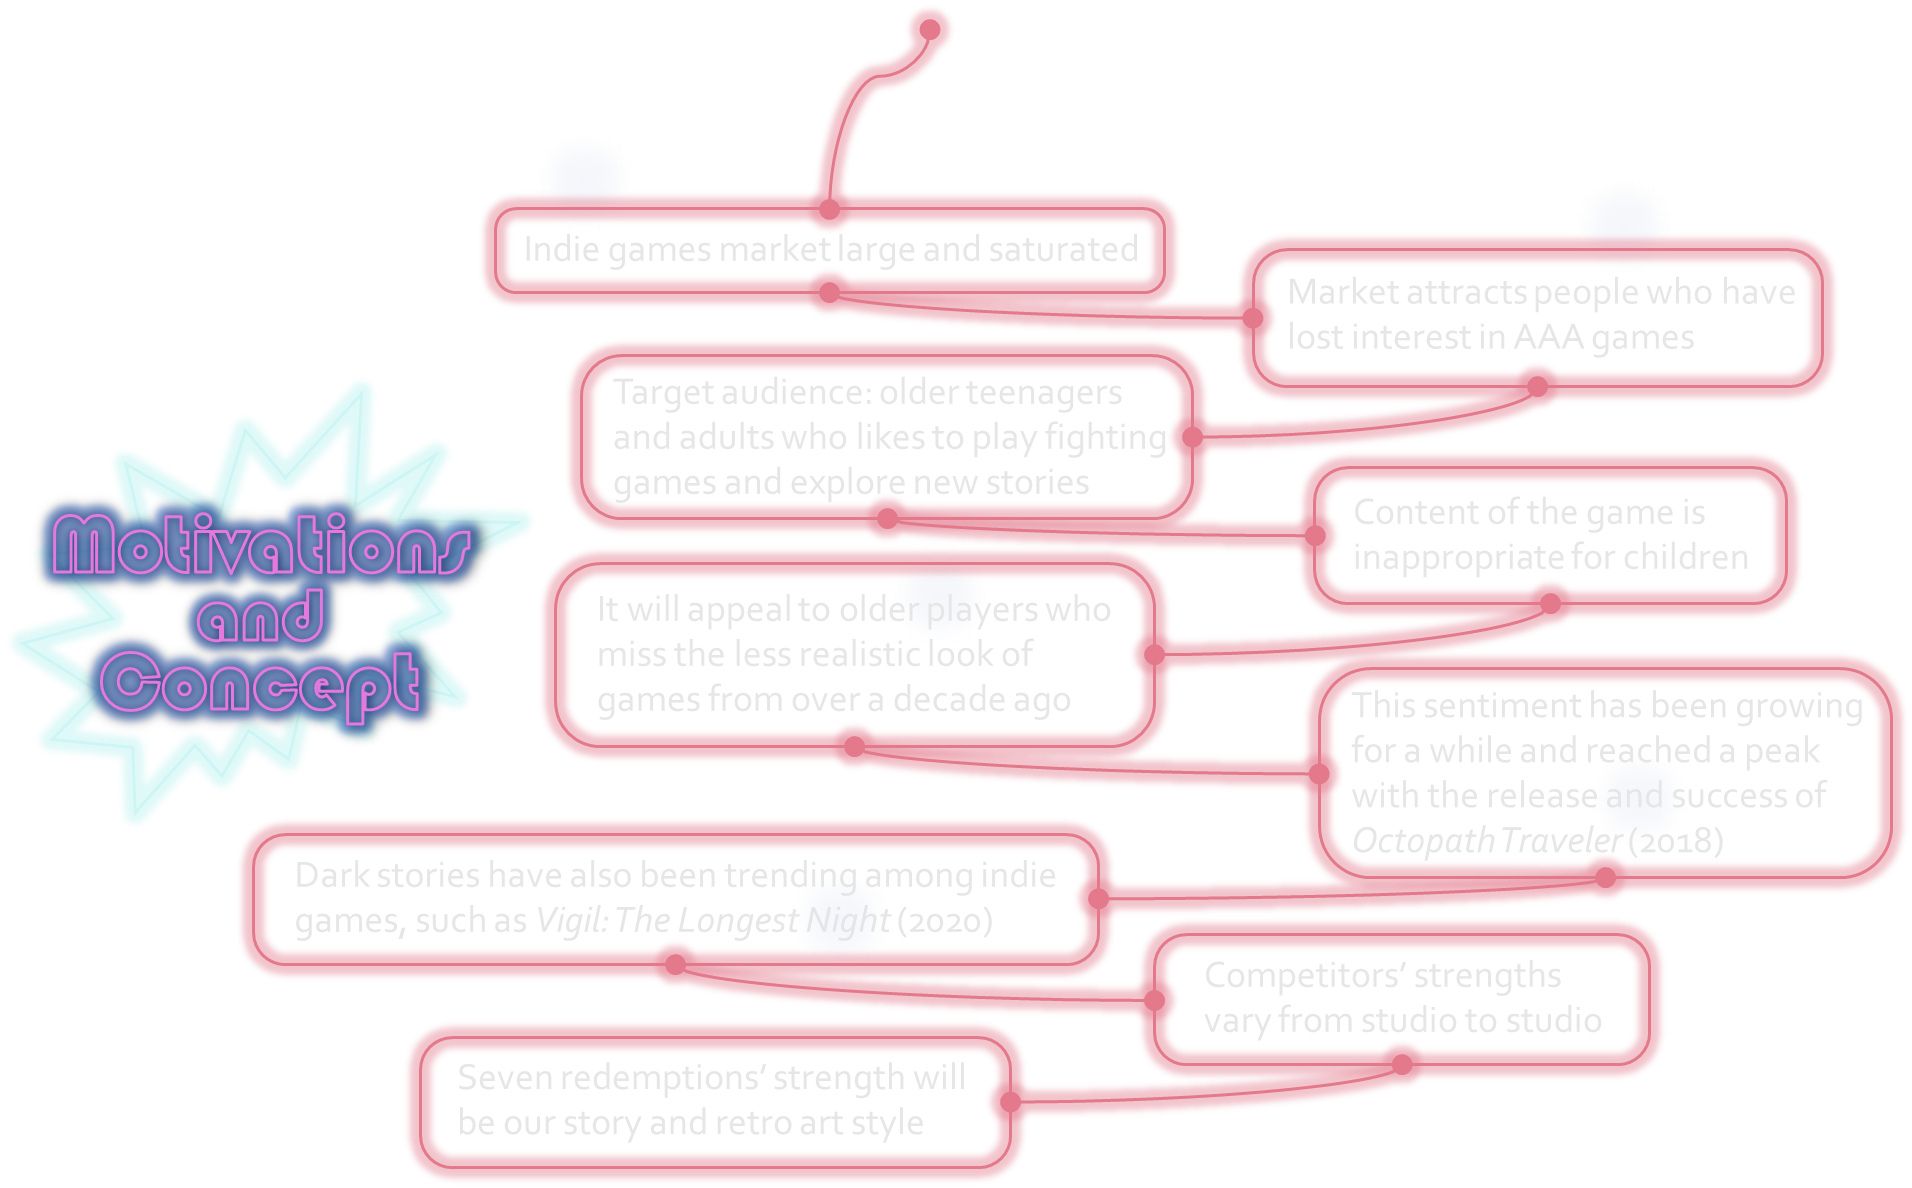 Motivations
and
Concept
Indie games market large and saturated
Market attracts people who have
lost interest in AAA games
Target audience: older teenagers
and adults who likes to play fighting
games and explore new stories
Content of the game is
inappropriate for children
It will appeal to older players who
miss the less realistic look of
games from over a decade ago
This sentiment has been growing
for a while and reached a peak
with the release and success of
Octopath Traveler (2018)
Dark stories have also been trending among indie
games, such as Vigil: The Longest Night (2020)
Competitors’ strengths
vary from studio to studio
Seven redemptions’ strength will
be our story and retro art style